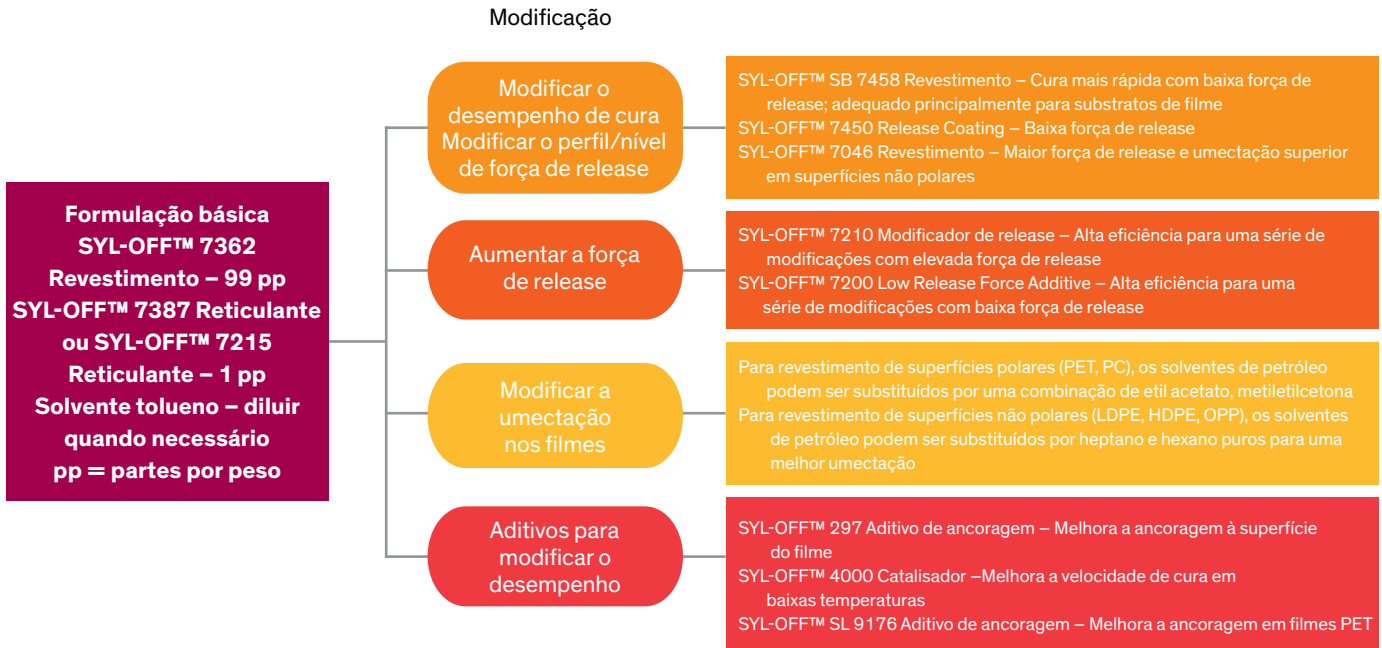 Modificação
Formulação básica
SYL-OFF™ 7362
Revestimento – 99 pp
SYL-OFF™ 7387 Reticulante
ou SYL-OFF™ 7215
Reticulante – 1 pp
Solvente tolueno – diluir
quando necessário
pp = partes por peso
Modificar o
desempenho de cura
Modificar o perfil/nível
de força de release
SYL-OFF™ SB 7458 Revestimento – Cura mais rápida com baixa força de
release; adequado principalmente para substratos de filme
SYL-OFF™ 7450 Release Coating – Baixa força de release
SYL-OFF™ 7046 Revestimento – Maior força de release e umectação superior
em superfícies não polares
Aumentar a força
de release
SYL-OFF™ 7210 Modificador de release – Alta eficiência para uma série de
modificações com elevada força de release
SYL-OFF™ 7200 Low Release Force Additive – Alta eficiência para uma
série de modificações com baixa força de release
Modificar a
umectação
nos filmes
Para revestimento de superfícies polares (PET, PC), os solventes de petróleo
podem ser substituídos por uma combinação de etil acetato, metiletilcetona
Para revestimento de superfícies não polares (LDPE, HDPE, OPP), os solventes
de petróleo podem ser substituídos por heptano e hexano puros para uma
melhor umectação
Aditivos para
modificar o
desempenho
SYL-OFF™ 297 Aditivo de ancoragem – Melhora a ancoragem à superfície
do filme
SYL-OFF™ 4000 Catalisador –Melhora a velocidade de cura em
baixas temperaturas
SYL-OFF™ SL 9176 Aditivo de ancoragem – Melhora a ancoragem em filmes PET